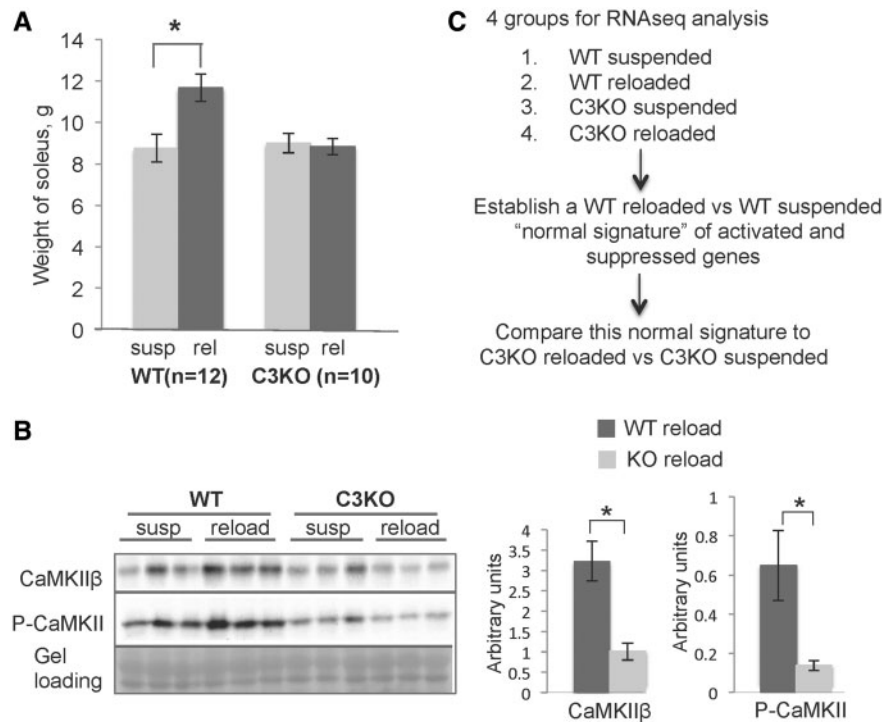 A
*
14
12
10
8
6
4
2
0
Weight of soleus, g
susp rel susp rel
WT(n=12) C3KO (n=10)
C
4 groups for RNAseq analysis
1. WT suspended
2. WT reloaded
3. C3KO suspended
4. C3KO reloaded
Establish a WT reloaded vs WT suspended
“normal signature” of activated and
suppressed genes
Compare this normal signature to
C3KO reloaded vs C3KO suspended
B
WT C3KO
susp reload susp reload
CaMKIIβ
P-CaMKII
Gel
loading
WT reload
KO reload
*
4
3.5
3
2.5
2
1.5
1
0.5
0
Arbitrary units
CaMKIIβ
*
1
0.8
0.6
0.4
0.2
0
Arbitrary units
P-CaMKII